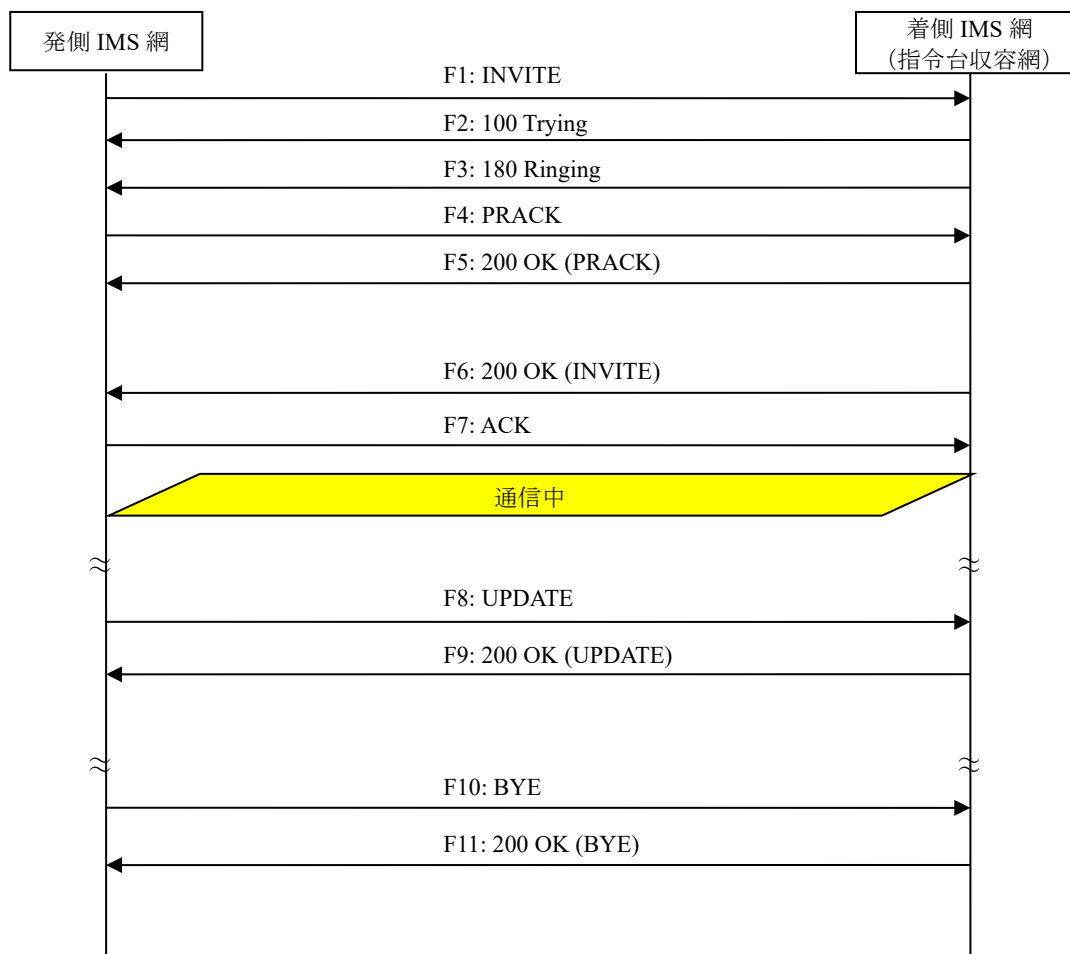 発側 IMS 網
着側 IMS 網
(指令台収容網)
F1: INVITE
F2: 100 Trying
F3: 180 Ringing
F4: PRACK
F5: 200 OK (PRACK)
F6: 200 OK (INVITE)
F7: ACK
通信中
F8: UPDATE
F9: 200 OK (UPDATE)
F10: BYE
F11: 200 OK (BYE)